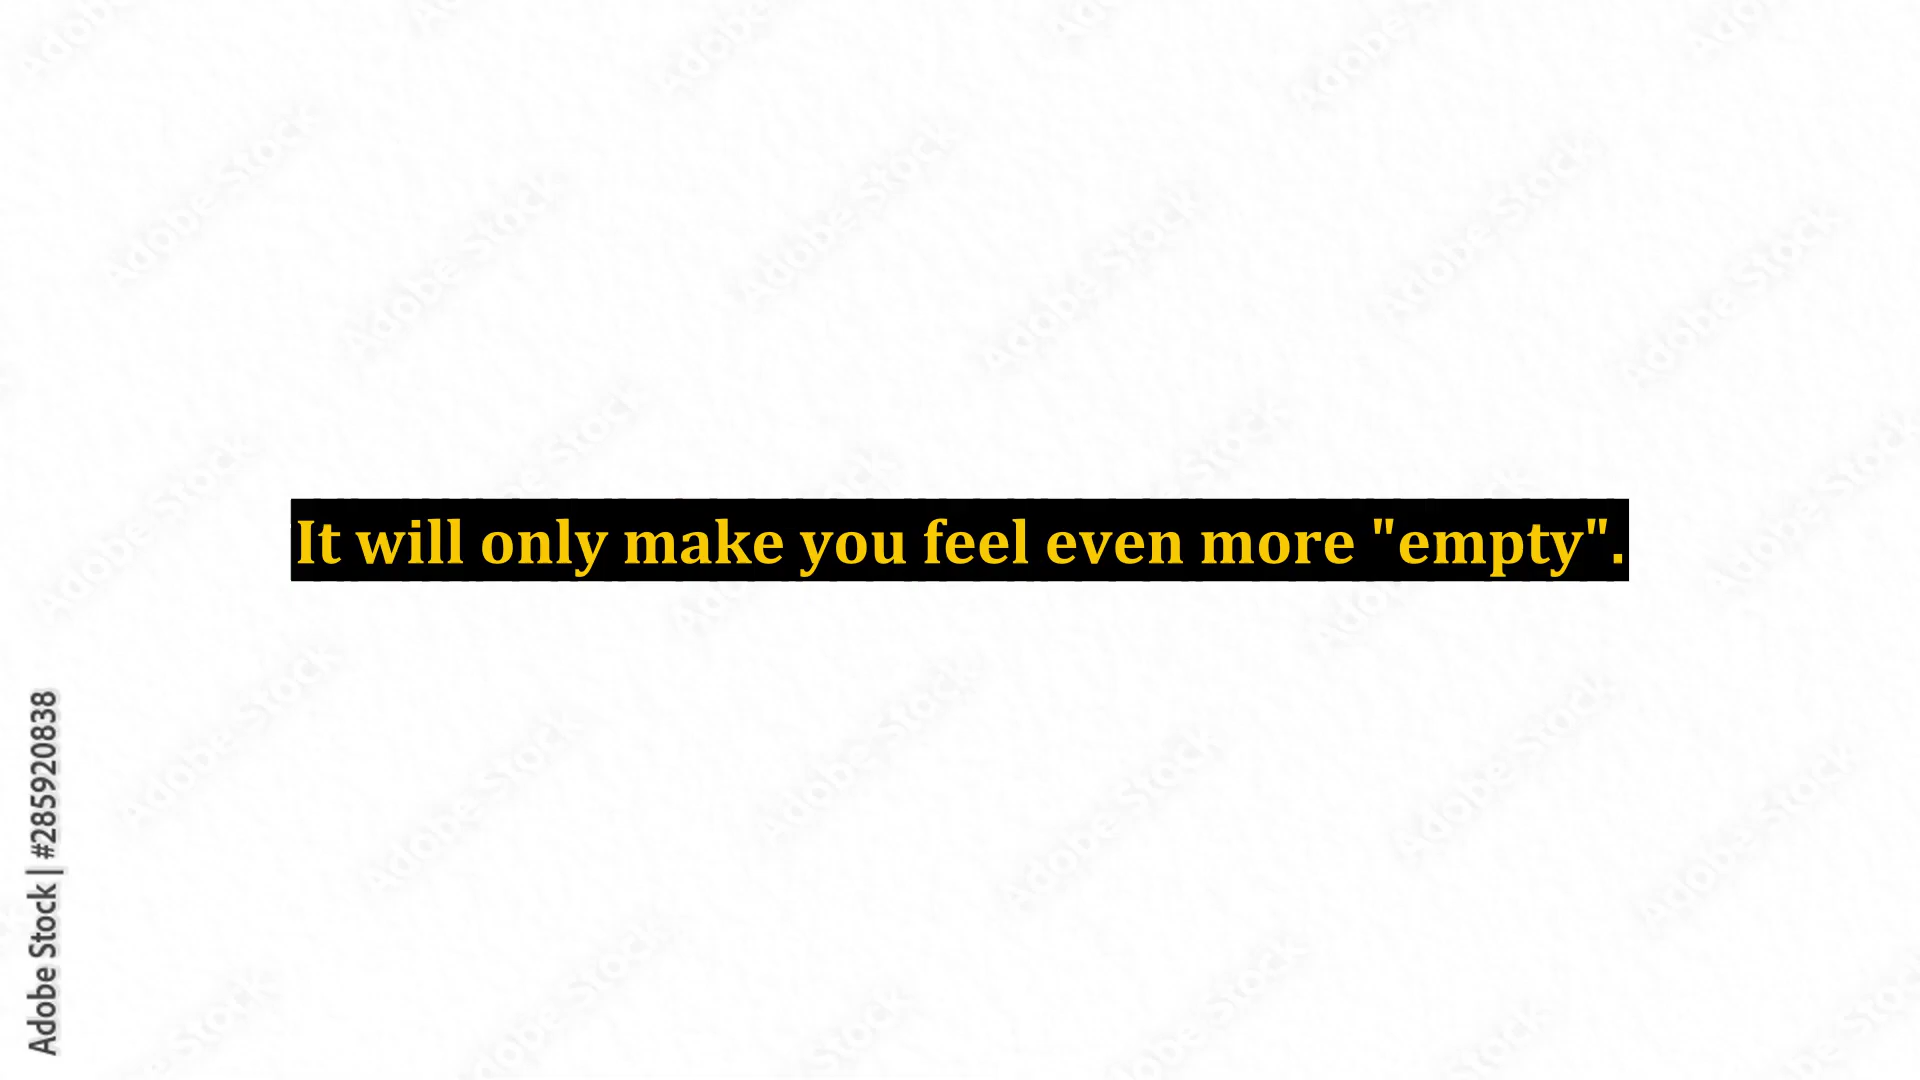 It will only make you feel even more "empty".
Adobe Stock | #285920838